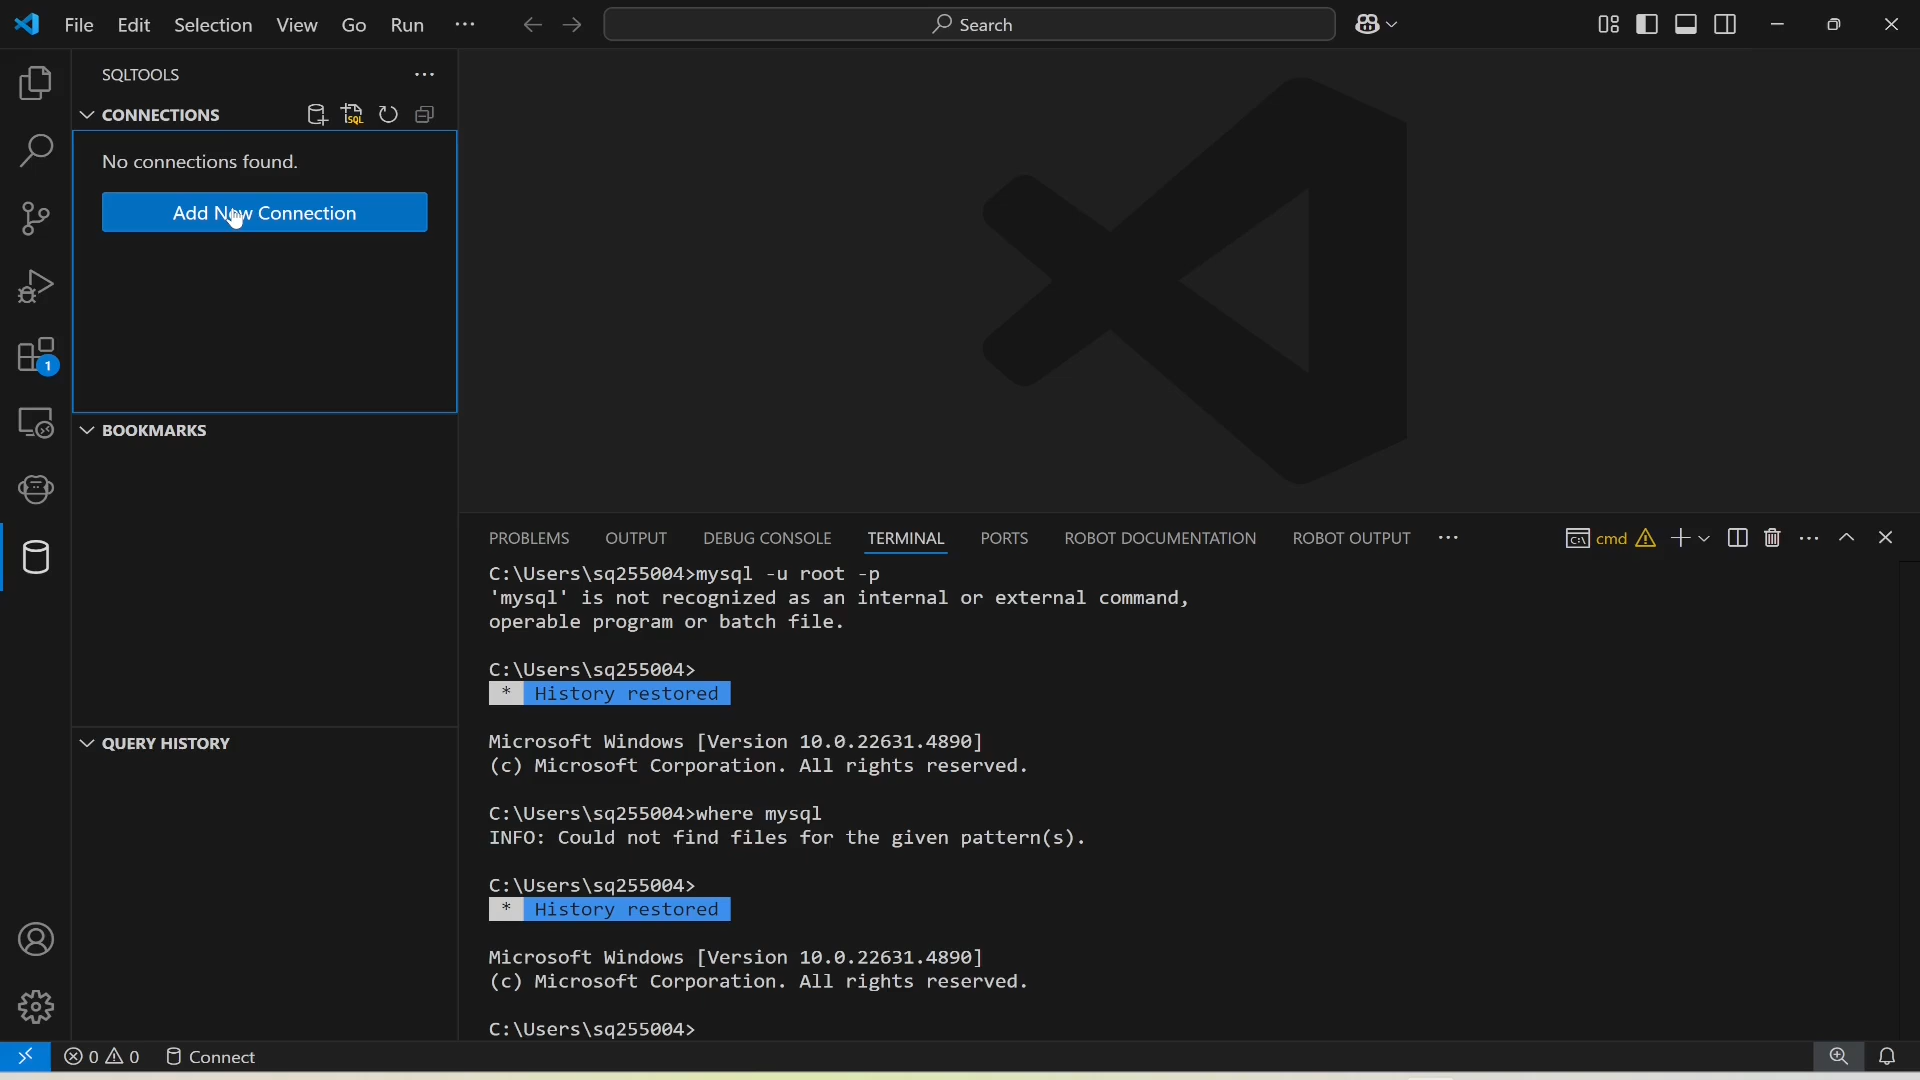 File Edit Selection View Go Run ··· Search
SQLTOOLS ···
CONNECTIONS SQL
No connections found.
Add New Connection
1
BOOKMARKS
QUERY HISTORY
PROBLEMS OUTPUT DEBUG CONSOLE TERMINAL PORTS ROBOT DOCUMENTATION ROBOT OUTPUT ··· cmd ···
C:\Users\sq255004>mysql -u root -p
'mysql' is not recognized as an internal or external command,
operable program or batch file.
C:\Users\sq255004>
* History restored
Microsoft Windows [Version 10.0.22631.4890]
(c) Microsoft Corporation. All rights reserved.
C:\Users\sq255004>where mysql
INFO: Could not find files for the given pattern(s).
C:\Users\sq255004>
* History restored
Microsoft Windows [Version 10.0.22631.4890]
(c) Microsoft Corporation. All rights reserved.
C:\Users\sq255004>
0 0 Connect